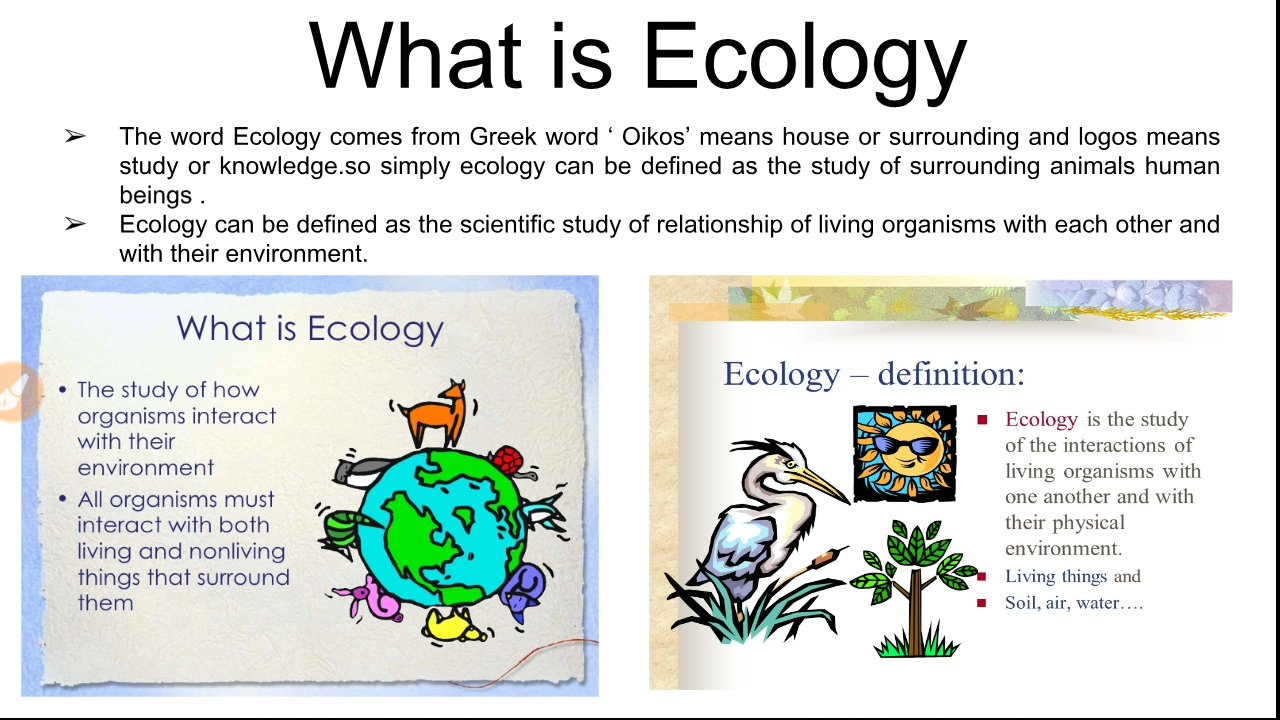 What is Ecology
➢ The word Ecology comes from Greek word ‘ Oikos’ means house or surrounding and logos means
study or knowledge.so simply ecology can be defined as the study of surrounding animals human
beings .
➢ Ecology can be defined as the scientific study of relationship of living organisms with each other and
with their environment.
What is Ecology
• The study of how
organisms interact
with their
environment
• All organisms must
interact with both
living and nonliving
things that surround
them
Ecology – definition:
■ Ecology is the study
of the interactions of
living organisms with
one another and with
their physical
environment.
■ Living things and
■ Soil, air, water….